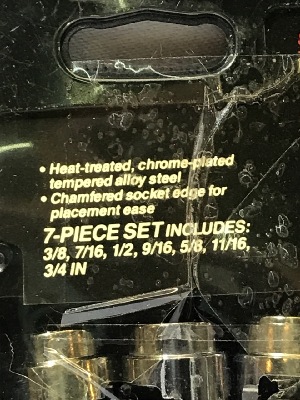 • Heat-treated, chrome-plated
tempered alloy steel
• Chamfered socket edge for
placement ease
7-PIECE SET INCLUDES:
3/8, 7/16, 1/2, 9/16, 5/8, 11/16,
3/4 IN